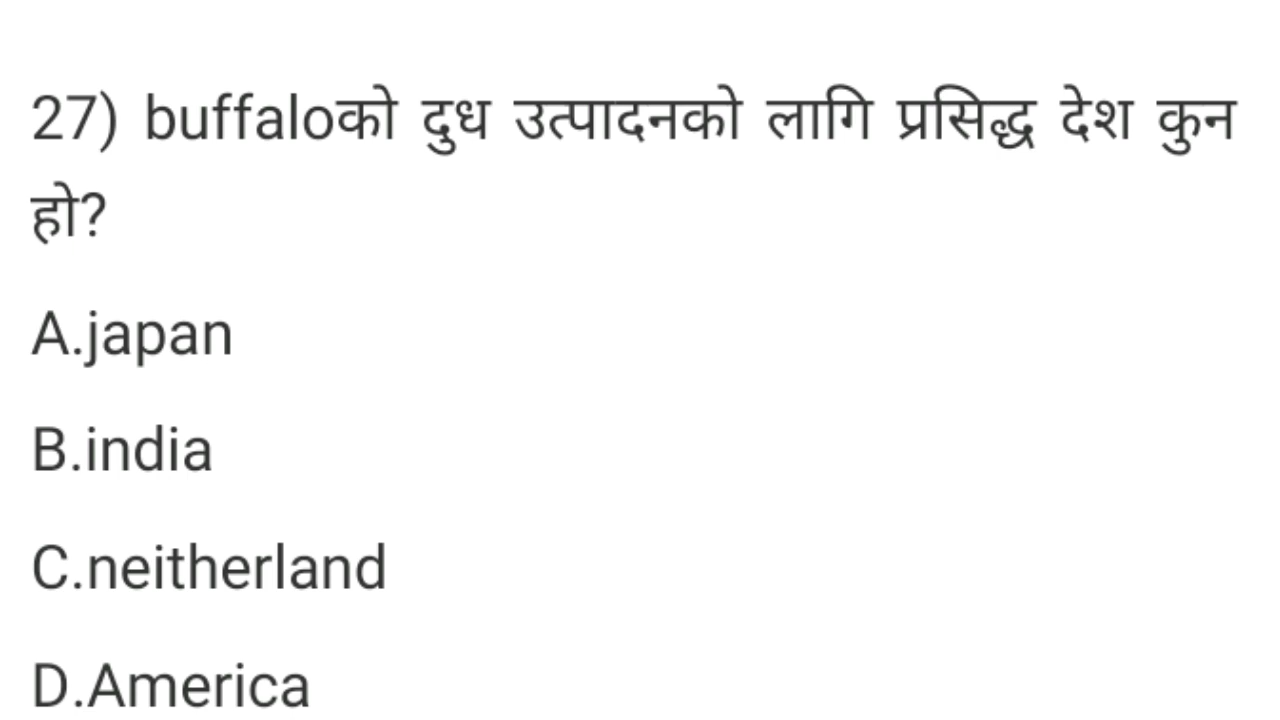 27) buffaloको दुध उत्पादनको लागि प्रसिद्ध देश कुन
हो?
A.japan
B.india
C.neitherland
D.America